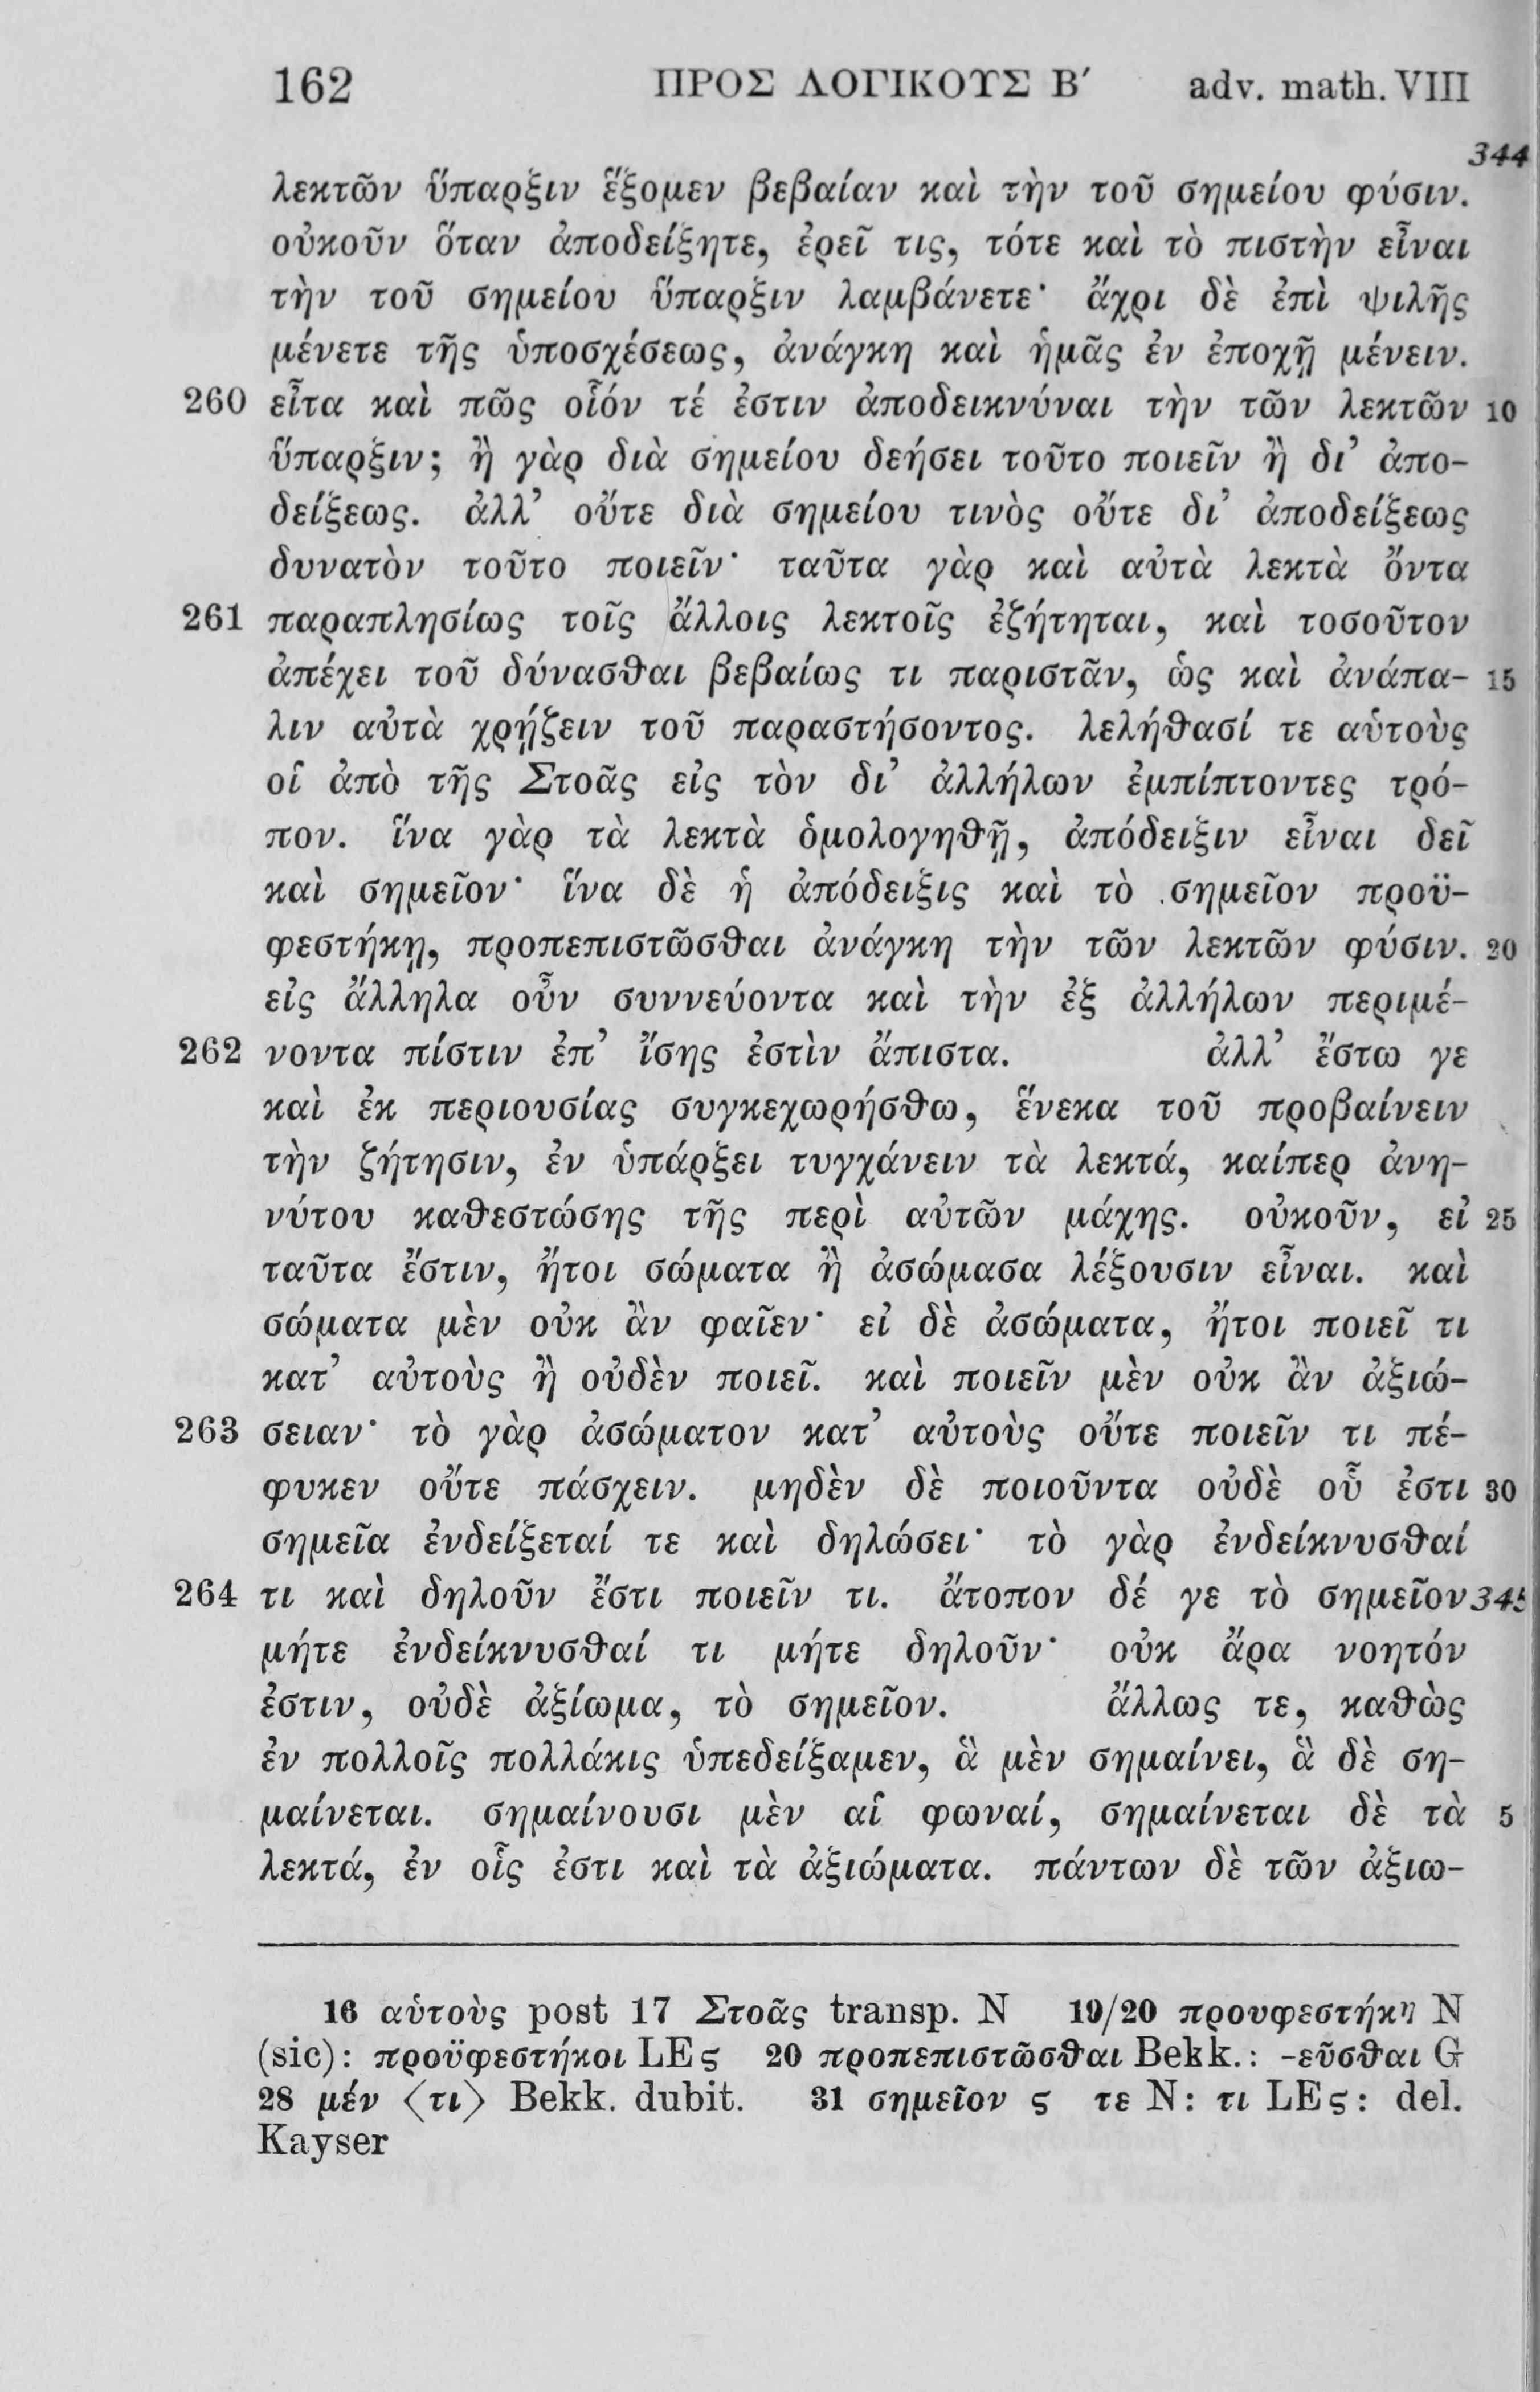 162 ΠΡΟΣ ΛΟΓΙΚΟΥΣ Β′ adv. math. VIII
344
λεκτῶν ὕπαρξιν ἕξομεν βεβαίαν καὶ τὴν τοῦ σημείου φύσιν.
οὐκοῦν ὅταν ἀποδείξητε, ἐρεῖ τις, τότε καὶ τὸ πιστὴν εἶναι
τὴν τοῦ σημείου ὕπαρξιν λαμβάνετε· ἄχρι δὲ ἐπὶ ψιλῆς
μένετε τῆς ὑποσχέσεως, ἀνάγκη καὶ ἡμᾶς ἐν ἐποχῇ μένειν.
260 εἶτα καὶ πῶς οἷόν τέ ἐστιν ἀποδεικνύναι τὴν τῶν λεκτῶν 10
ὕπαρξιν; ἢ γὰρ διὰ σημείου δεήσει τοῦτο ποιεῖν ἢ δι’ ἀπο-
δείξεως. ἀλλ’ οὔτε διὰ σημείου τινὸς οὔτε δι’ ἀποδείξεως
δυνατὸν τοῦτο ποιεῖν· ταῦτα γὰρ καὶ αὐτὰ λεκτὰ ὄντα
261 παραπλησίως τοῖς ἄλλοις λεκτοῖς ἐζήτηται, καὶ τοσοῦτον
ἀπέχει τοῦ δύνασθαι βεβαίως τι παριστᾶν, ὡς καὶ ἀνάπα- 15
λιν αὐτὰ χρῄζειν τοῦ παραστήσοντος. λελήθασί τε αὑτοὺς
οἱ ἀπὸ τῆς Στοᾶς εἰς τὸν δι’ ἀλλήλων ἐμπίπτοντες τρό-
πον. ἵνα γὰρ τὰ λεκτὰ ὁμολογηθῇ, ἀπόδειξιν εἶναι δεῖ
καὶ σημεῖον· ἵνα δὲ ἡ ἀπόδειξις καὶ τὸ σημεῖον προϋ-
φεστήκῃ, προπεπιστῶσθαι ἀνάγκη τὴν τῶν λεκτῶν φύσιν. 20
εἰς ἄλληλα οὖν συννεύοντα καὶ τὴν ἐξ ἀλλήλων περιμέ-
262 νοντα πίστιν ἐπ’ ἴσης ἐστὶν ἄπιστα. ἀλλ’ ἔστω γε
καὶ ἐκ περιουσίας συγκεχωρήσθω, ἕνεκα τοῦ προβαίνειν
τὴν ζήτησιν, ἐν ὑπάρξει τυγχάνειν τὰ λεκτά, καίπερ ἀνη-
νύτου καθεστώσης τῆς περὶ αὐτῶν μάχης. οὐκοῦν, εἰ 25
ταῦτα ἔστιν, ἤτοι σώματα ἢ ἀσώμασα λέξουσιν εἶναι. καὶ
σώματα μὲν οὐκ ἂν φαῖεν· εἰ δὲ ἀσώματα, ἤτοι ποιεῖ τι
κατ’ αὐτοὺς ἢ οὐδὲν ποιεῖ. καὶ ποιεῖν μὲν οὐκ ἂν ἀξιώ-
263 σειαν· τὸ γὰρ ἀσώματον κατ’ αὐτοὺς οὔτε ποιεῖν τι πέ-
φυκεν οὔτε πάσχειν. μηδὲν δὲ ποιοῦντα οὐδὲ οὗ ἐστι 30
σημεῖα ἐνδείξεταί τε καὶ δηλώσει· τὸ γὰρ ἐνδείκνυσθαί
264 τι καὶ δηλοῦν ἔστι ποιεῖν τι. ἄτοπον δέ γε τὸ σημεῖον 345
μήτε ἐνδείκνυσθαί τι μήτε δηλοῦν· οὐκ ἄρα νοητόν
ἐστιν, οὐδὲ ἀξίωμα, τὸ σημεῖον. ἄλλως τε, καθὼς
ἐν πολλοῖς πολλάκις ὑπεδείξαμεν, ἃ μὲν σημαίνει, ἃ δὲ ση-
μαίνεται. σημαίνουσι μὲν αἱ φωναί, σημαίνεται δὲ τὰ 5
λεκτά, ἐν οἷς ἐστι καὶ τὰ ἀξιώματα. πάντων δὲ τῶν ἀξιω-
16 αὑτοὺς post 17 Στοᾶς transp. N 19/20 προυφεστήκη N
(sic): προϋφεστήκοι LEς 20 προπεπιστῶσθαι Bekk.: -εῦσθαι G
28 μέν ⟨τι⟩ Bekk. dubit. 31 σημεῖον ς τε N: τι LEς: del.
Kayser